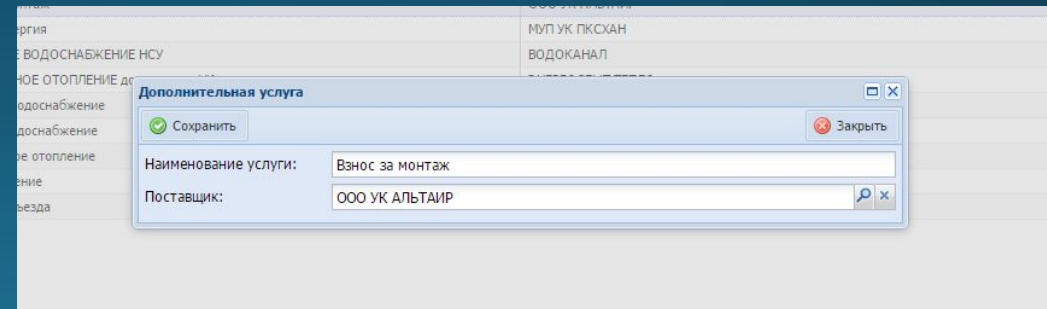 ергия МУП УК ПКСХАН
Е ВОДОСНАБЖЕНИЕ НСУ ВОДОКАНАЛ
НОЕ ОТОПЛЕНИЕ
Дополнительная услуга
одоснабжение
Сохранить Закрыть
доснабжение
ое отопление
Наименование услуги: Взнос за монтаж
ение
Поставщик: ООО УК АЛЬТАИР
ъезда